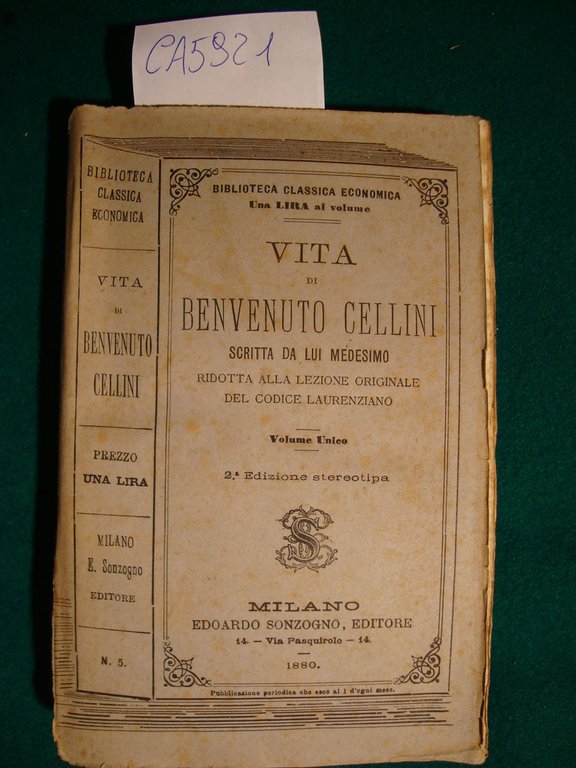 CA5921
BIBLIOTECA
CLASSICA
ECONOMICA
VITA
DI
BENVENUTO
CELLINI
PREZZO
UNA LIRA
MILANO
E. Sonzogno
EDITORE
N. 5.
BIBLIOTECA CLASSICA ECONOMICA
Una LIRA al volume
VITA
DI
BENVENUTO CELLINI
SCRITTA DA LUI MEDESIMO
RIDOTTA ALLA LEZIONE ORIGINALE
DEL CODICE LAURENZIANO
Volume Unico
2.ª Edizione stereotipa
MILANO
EDOARDO SONZOGNO, EDITORE
14. — Via Pasquirolo — 14.
1880.
Pubblicazione periodica che esce al 1 d'ogni mese.